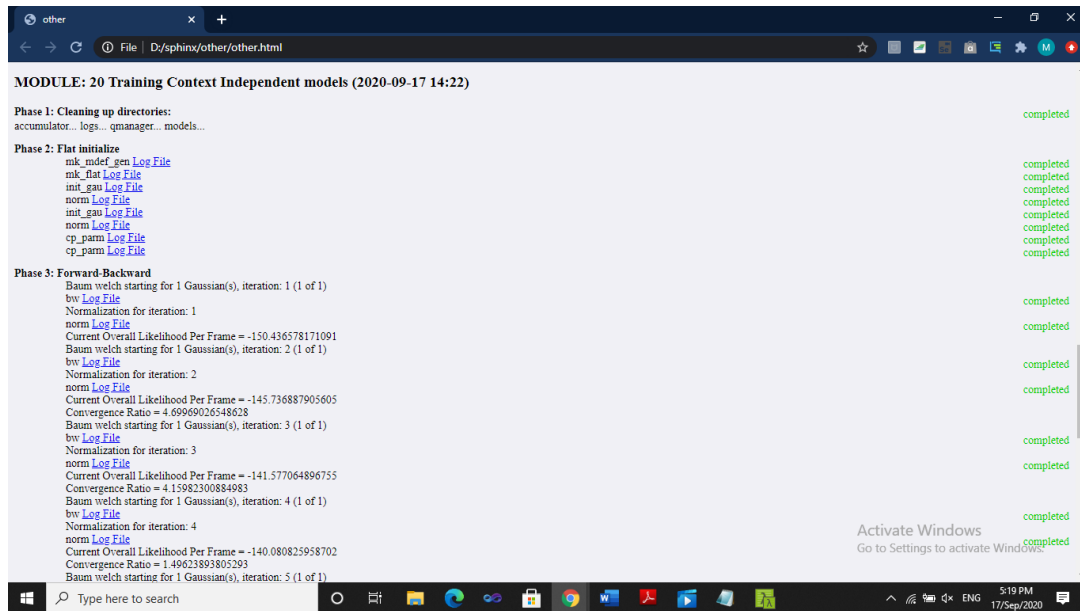 other
File D:/sphinx/other/other.html
M
MODULE: 20 Training Context Independent models (2020-09-17 14:22)
Phase 1: Cleaning up directories: completed
accumulator... logs... qmanager... models...
Phase 2: Flat initialize
mk_mdef_gen Log File completed
mk_flat Log File completed
init_gau Log File completed
norm Log File completed
init_gau Log File completed
norm Log File completed
cp_parm Log File completed
cp_parm Log File completed
Phase 3: Forward-Backward
Baum welch starting for 1 Gaussian(s), iteration: 1 (1 of 1)
bw Log File completed
Normalization for iteration: 1
norm Log File completed
Current Overall Likelihood Per Frame = -150.436578171091
Baum welch starting for 1 Gaussian(s), iteration: 2 (1 of 1)
bw Log File completed
Normalization for iteration: 2
norm Log File completed
Current Overall Likelihood Per Frame = -145.736887905605
Convergence Ratio = 4.69969026548628
Baum welch starting for 1 Gaussian(s), iteration: 3 (1 of 1)
bw Log File completed
Normalization for iteration: 3
norm Log File completed
Current Overall Likelihood Per Frame = -141.577064896755
Convergence Ratio = 4.15982300884983
Baum welch starting for 1 Gaussian(s), iteration: 4 (1 of 1)
bw Log File completed
Normalization for iteration: 4
norm Log File completed
Current Overall Likelihood Per Frame = -140.080825958702
Convergence Ratio = 1.49623893805293
Baum welch starting for 1 Gaussian(s), iteration: 5 (1 of 1)
Activate Windows
Go to Settings to activate Windows.
Type here to search
ENG
5:19 PM
17/Sep/2020